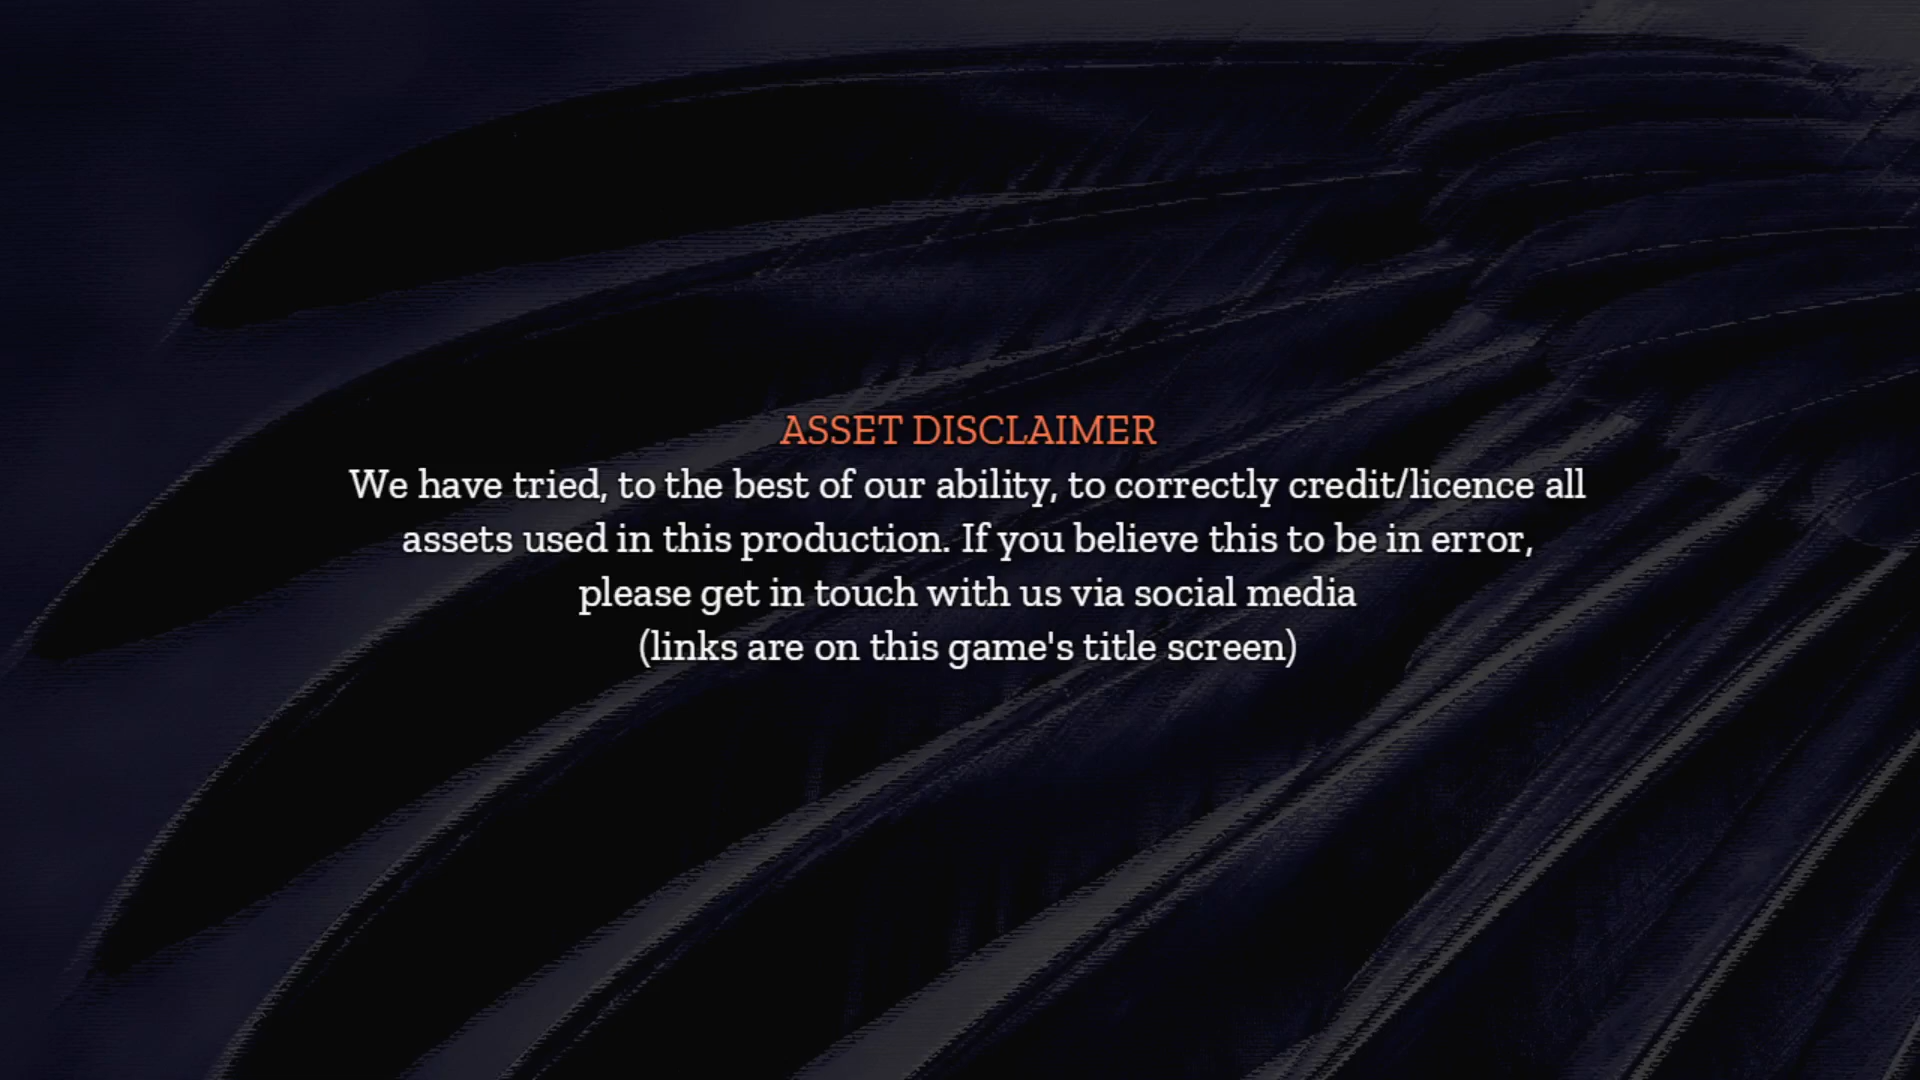 ASSET DISCLAIMER
We have tried, to the best of our ability, to correctly credit/licence all
assets used in this production. If you believe this to be in error,
please get in touch with us via social media
(links are on this game's title screen)